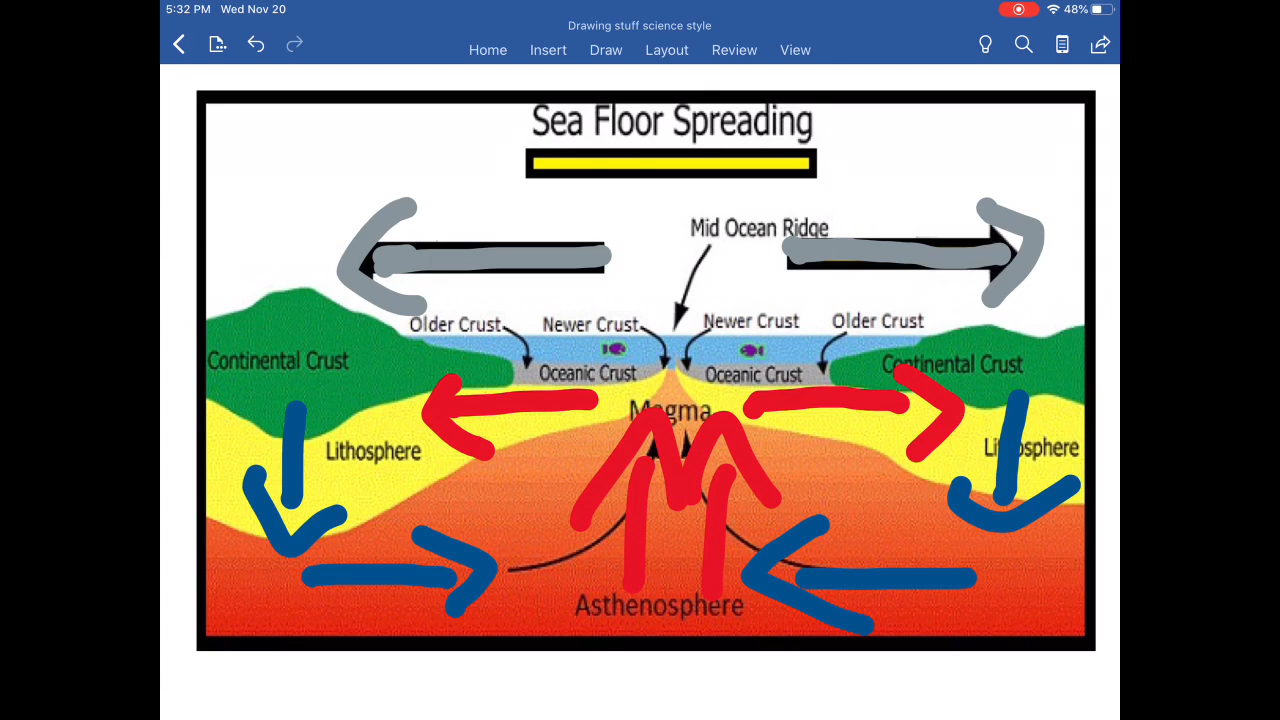 5:32 PM Wed Nov 20
48%
Drawing stuff science style
Home Insert Draw Layout Review View
Sea Floor Spreading
Mid Ocean Ridge
Older Crust Newer Crust Newer Crust Older Crust
Continental Crust Oceanic Crust Oceanic Crust Continental Crust
Magma
Lithosphere Lithosphere
Asthenosphere